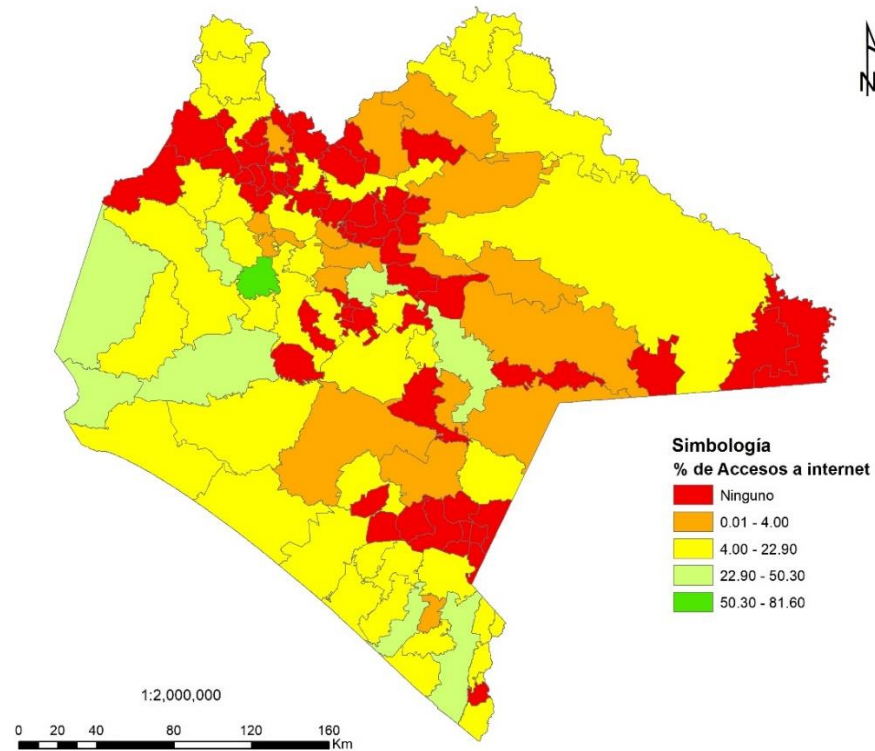 N
Simbología
% de Accesos a internet
Ninguno
0.01 - 4.00
4.00 - 22.90
22.90 - 50.30
50.30 - 81.60
1:2,000,000
0 20 40 80 120 160
Km